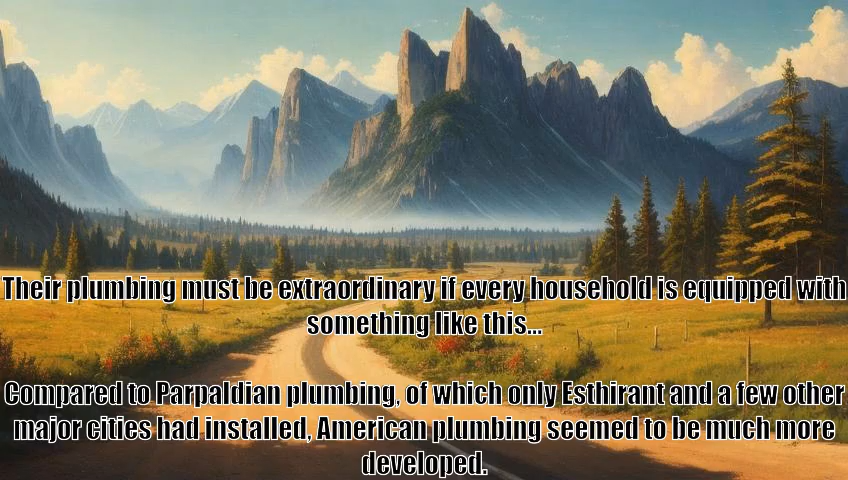 Their plumbing must be extraordinary if every household is equipped with
something like this...
Compared to Parpaldian plumbing, of which only Esthirant and a few other
major cities had installed, American plumbing seemed to be much more
developed.